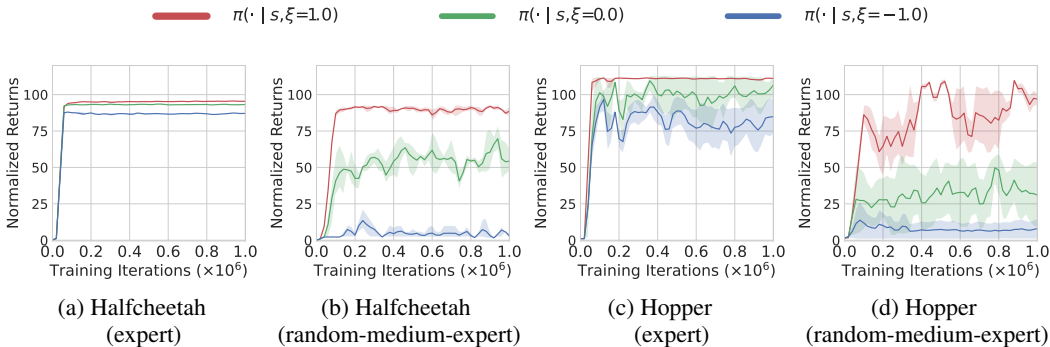 π(· | s,ξ=1.0) π(· | s,ξ=0.0) π(· | s,ξ=−1.0)
Normalized Returns
100
75
50
25
0
0.0 0.2 0.4 0.6 0.8 1.0
Training Iterations (×10⁶)
(a) Halfcheetah
(expert)
Normalized Returns
100
75
50
25
0
0.0 0.2 0.4 0.6 0.8 1.0
Training Iterations (×10⁶)
(b) Halfcheetah
(random-medium-expert)
Normalized Returns
100
75
50
25
0
0.0 0.2 0.4 0.6 0.8 1.0
Training Iterations (×10⁶)
(c) Hopper
(expert)
Normalized Returns
100
75
50
25
0
0.0 0.2 0.4 0.6 0.8 1.0
Training Iterations (×10⁶)
(d) Hopper
(random-medium-expert)